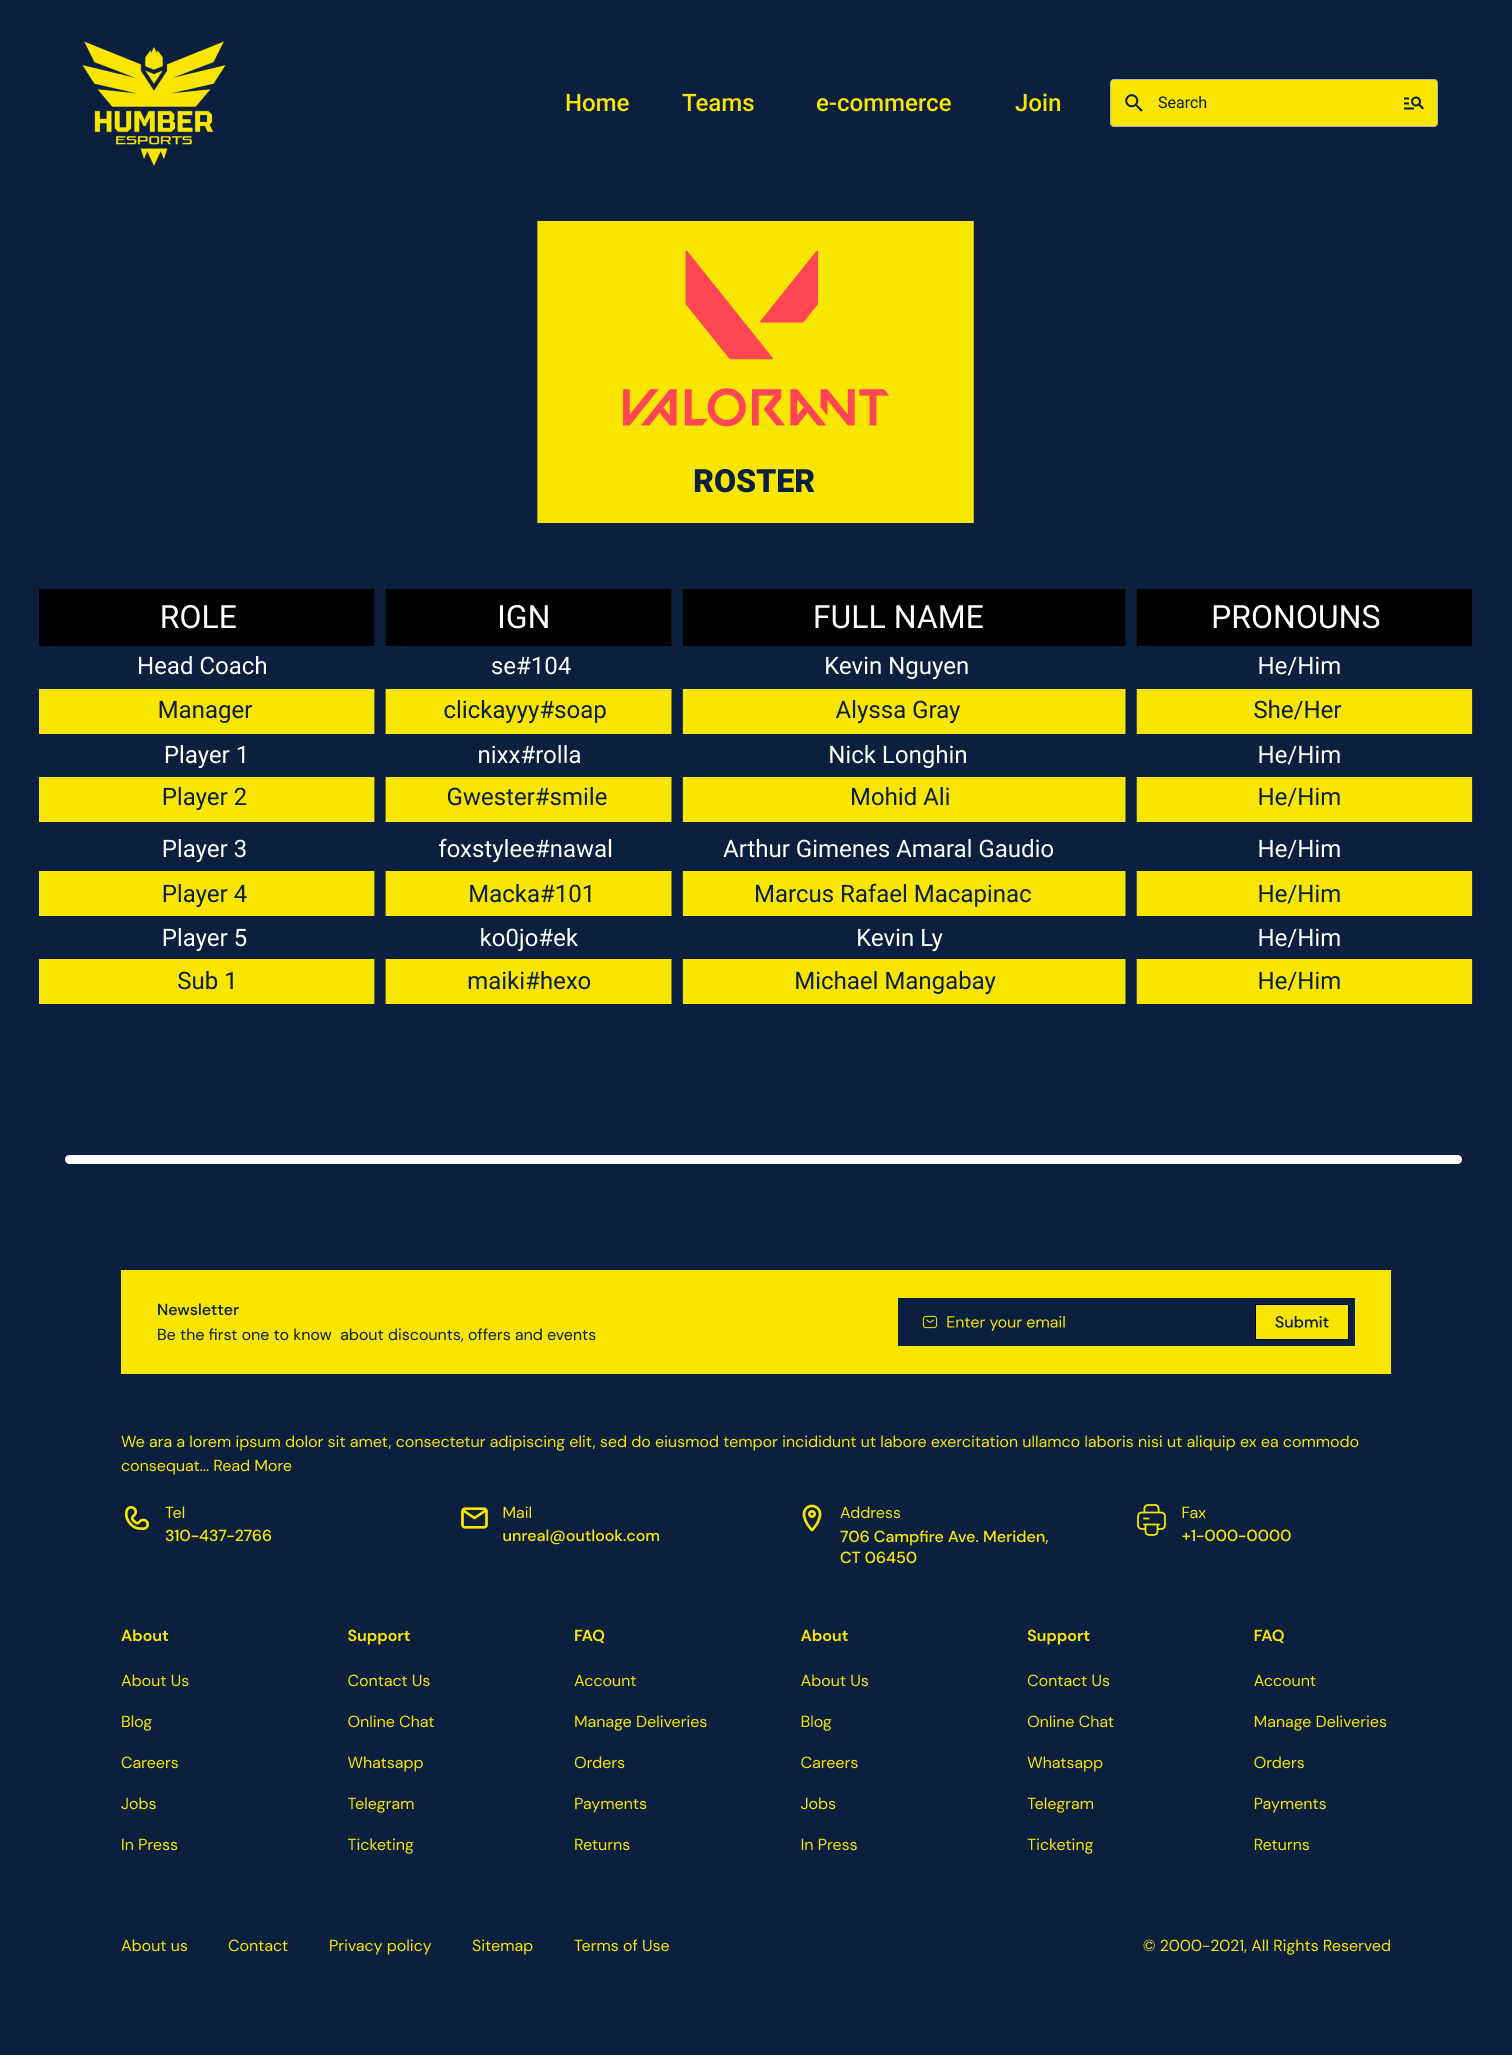 HUMBER
ESPORTS
Home Teams e-commerce Join Search
VALORANT
ROSTER
ROLE IGN FULL NAME PRONOUNS
Head Coach se#104 Kevin Nguyen He/Him
Manager clickayyy#soap Alyssa Gray She/Her
Player 1 nixx#rolla Nick Longhin He/Him
Player 2 Gwester#smile Mohid Ali He/Him
Player 3 foxstylee#nawal Arthur Gimenes Amaral Gaudio He/Him
Player 4 Macka#101 Marcus Rafael Macapinac He/Him
Player 5 ko0jo#ek Kevin Ly He/Him
Sub 1 maiki#hexo Michael Mangabay He/Him
Newsletter
Be the first one to know about discounts, offers and events
Enter your email Submit
We ara a lorem ipsum dolor sit amet, consectetur adipiscing elit, sed do eiusmod tempor incididunt ut labore exercitation ullamco laboris nisi ut aliquip ex ea commodo
consequat... Read More
Tel Mail Address Fax
310-437-2766 unreal@outlook.com 706 Campfire Ave. Meriden, +1-000-0000
CT 06450
About Support FAQ About Support FAQ
About Us Contact Us Account About Us Contact Us Account
Blog Online Chat Manage Deliveries Blog Online Chat Manage Deliveries
Careers Whatsapp Orders Careers Whatsapp Orders
Jobs Telegram Payments Jobs Telegram Payments
In Press Ticketing Returns In Press Ticketing Returns
About us Contact Privacy policy Sitemap Terms of Use © 2000-2021, All Rights Reserved